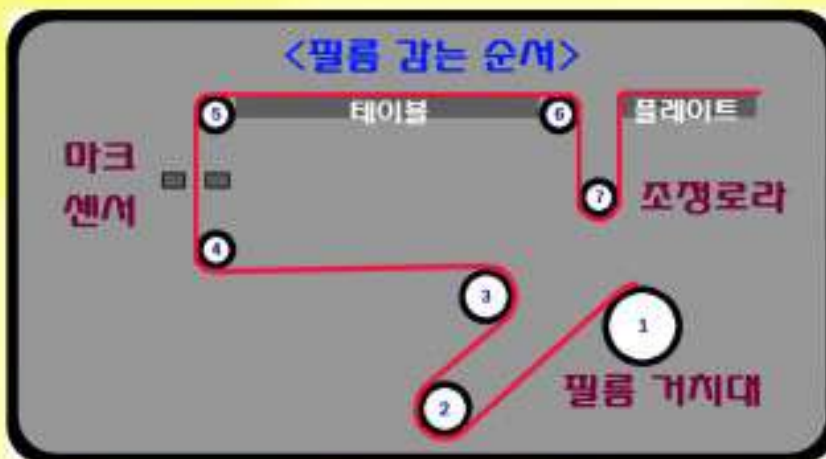 <필름 감는 순서>
5 테이블 6 플레이트
마크
센서
7 조정로라
4
3
1
2
필름 거치대